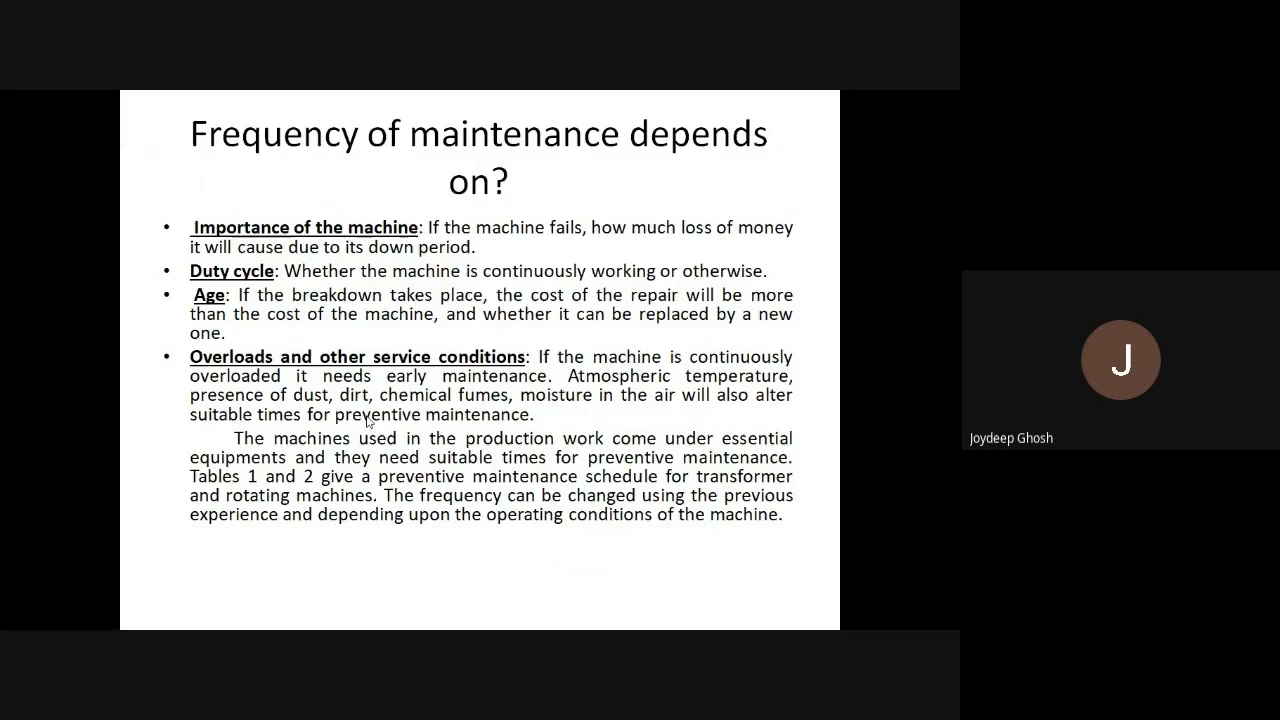 Frequency of maintenance depends
on?
• Importance of the machine: If the machine fails, how much loss of money
it will cause due to its down period.
• Duty cycle: Whether the machine is continuously working or otherwise.
• Age: If the breakdown takes place, the cost of the repair will be more
than the cost of the machine, and whether it can be replaced by a new
one.
• Overloads and other service conditions: If the machine is continuously
overloaded it needs early maintenance. Atmospheric temperature,
presence of dust, dirt, chemical fumes, moisture in the air will also alter
suitable times for preventive maintenance.
The machines used in the production work come under essential
equipments and they need suitable times for preventive maintenance.
Tables 1 and 2 give a preventive maintenance schedule for transformer
and rotating machines. The frequency can be changed using the previous
experience and depending upon the operating conditions of the machine.
J
Joydeep Ghosh